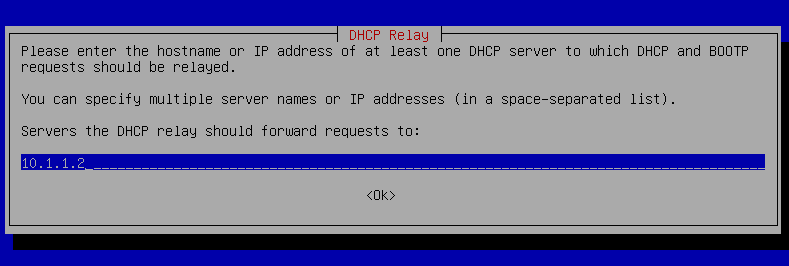 DHCP Relay
Please enter the hostname or IP address of at least one DHCP server to which DHCP and BOOTP
requests should be relayed.
You can specify multiple server names or IP addresses (in a space-separated list).
Servers the DHCP relay should forward requests to:
10.1.1.2
<Ok>